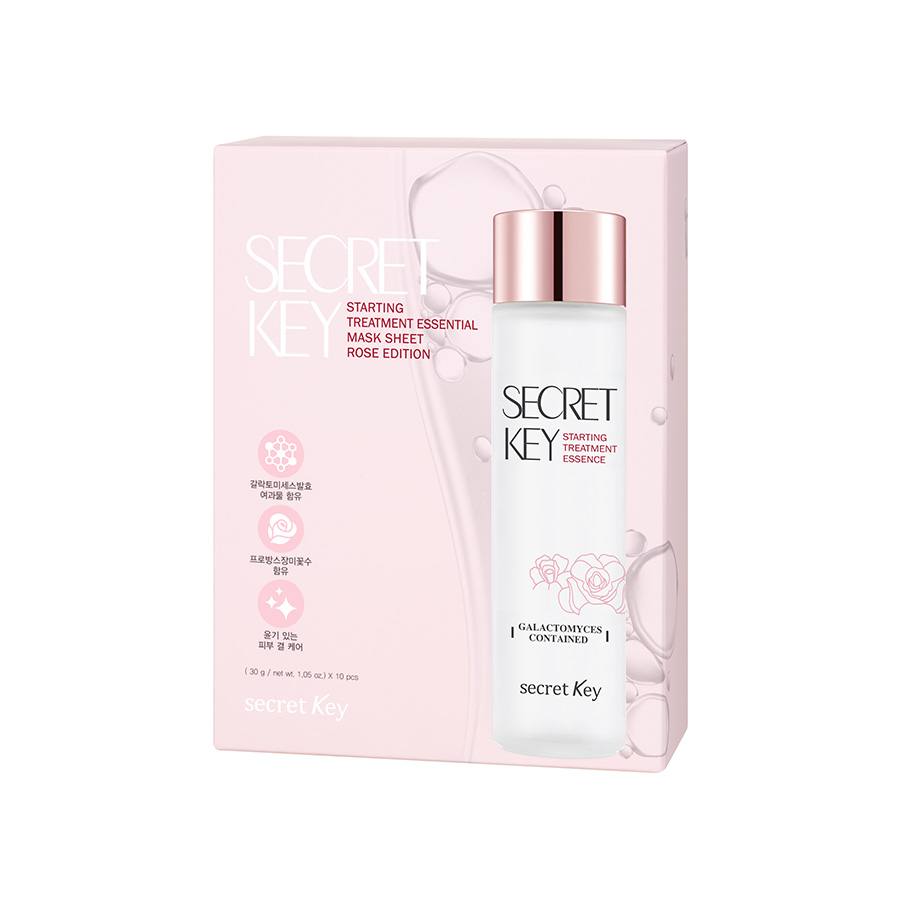 SECRET
KEY
STARTING
TREATMENT ESSENTIAL
MASK SHEET
ROSE EDITION
갈락토미세스발효
여과물 함유
프로방스장미꽃수
함유
윤기 있는
피부 결 케어
( 30 g / net wt. 1.05 oz.) X 10 pcs
secret Key
SECRET
KEY
STARTING
TREATMENT
ESSENCE
GALACTOMYCES
CONTAINED
secret Key